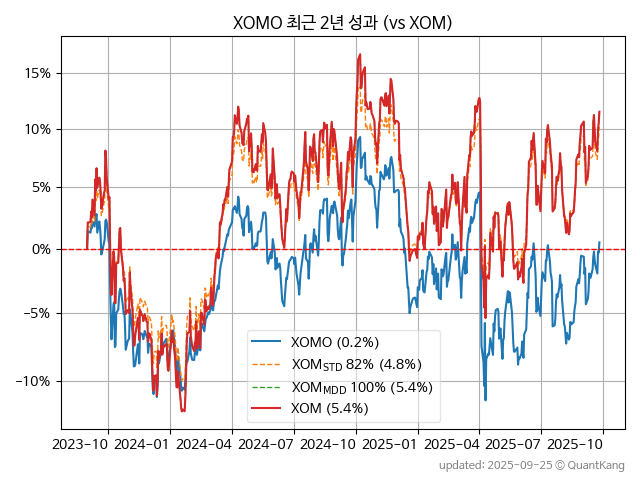 XOMO 최근 2년 성과 (vs XOM)
15%
10%
5%
0%
−5%
−10%
XOMO (0.2%)
XOM_STD 82% (4.8%)
XOM_MDD 100% (5.4%)
XOM (5.4%)
2023-10 2024-01 2024-04 2024-07 2024-10 2025-01 2025-04 2025-07 2025-10
updated: 2025-09-25 ⓒ QuantKang